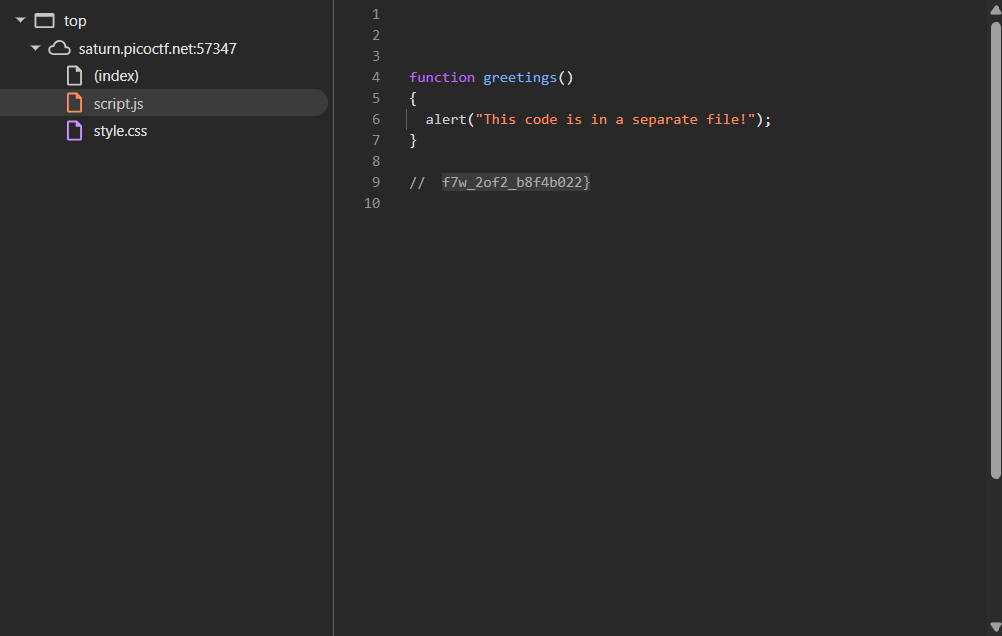 top
saturn.picoctf.net:57347
(index)
script.js
style.css
1
2
3
4 function greetings()
5 {
6 alert("This code is in a separate file!");
7 }
8
9 // f7w_2of2_b8f4b022}
10